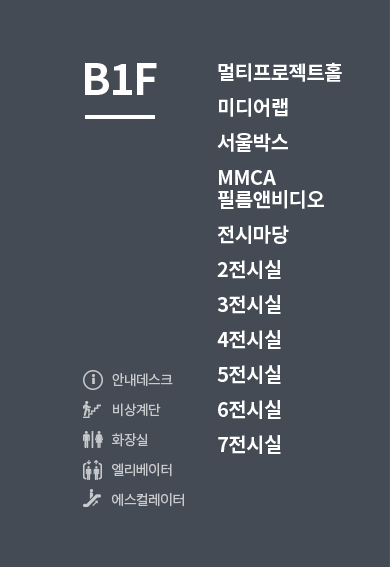 B1F
멀티프로젝트홀
미디어랩
서울박스
MMCA
필름앤비디오
전시마당
2전시실
3전시실
4전시실
5전시실
6전시실
7전시실
안내데스크
비상계단
화장실
엘리베이터
에스컬레이터